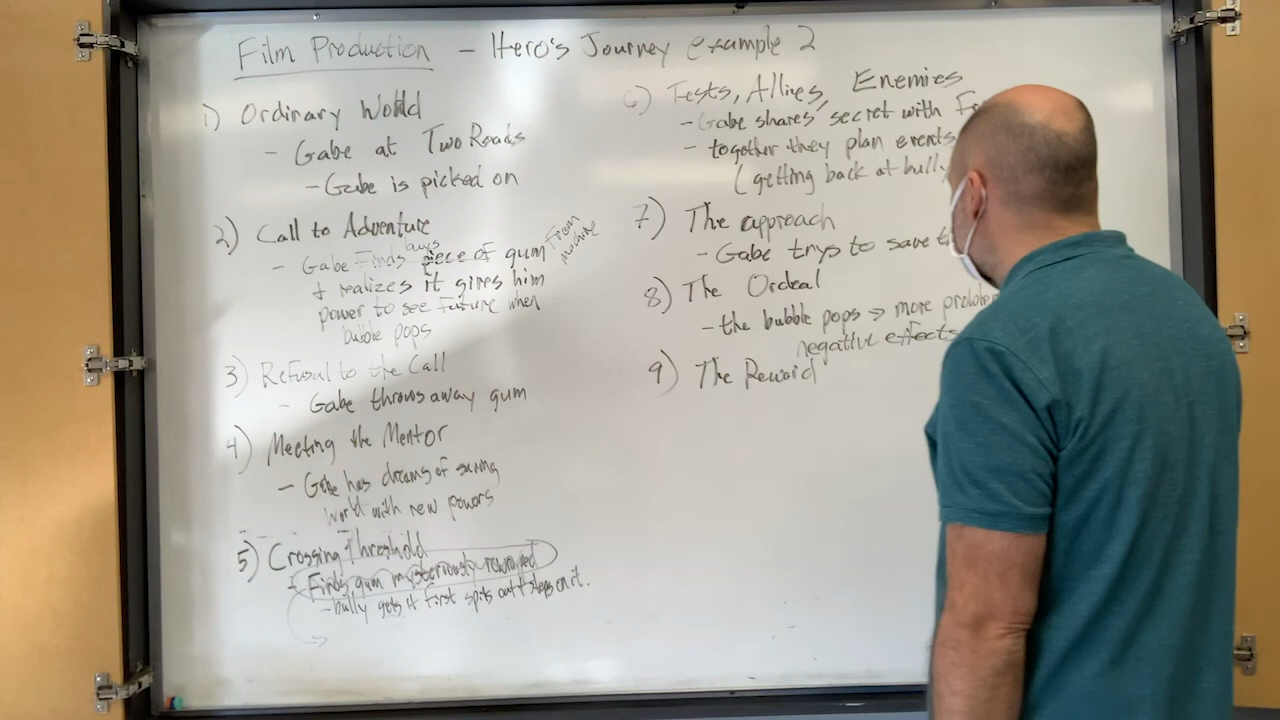 Film Production - Hero's Journey example 2
1) Ordinary World
- Gabe at Two Roads
- Gabe is picked on
2) Call to Adventure
- Gabe Finds buys piece of gum From machine
+ realizes it gives him
power to see Future when
bubble pops
3) Refusal to the Call
- Gabe throws away gum
4) Meeting the Mentor
- Gabe has dreams of saving
world with new powers
5) Crossing threshold
- Finds gum mysteriously
- bully gets it first spits out + steps on it.
6) Tests, Allies, Enemies
- Gabe shares secret with
- together they plan events
(getting back at bully
7) The approach
- Gabe trys to save
8) The Ordeal
- the bubble pops → more
negative effects
9) The Reward